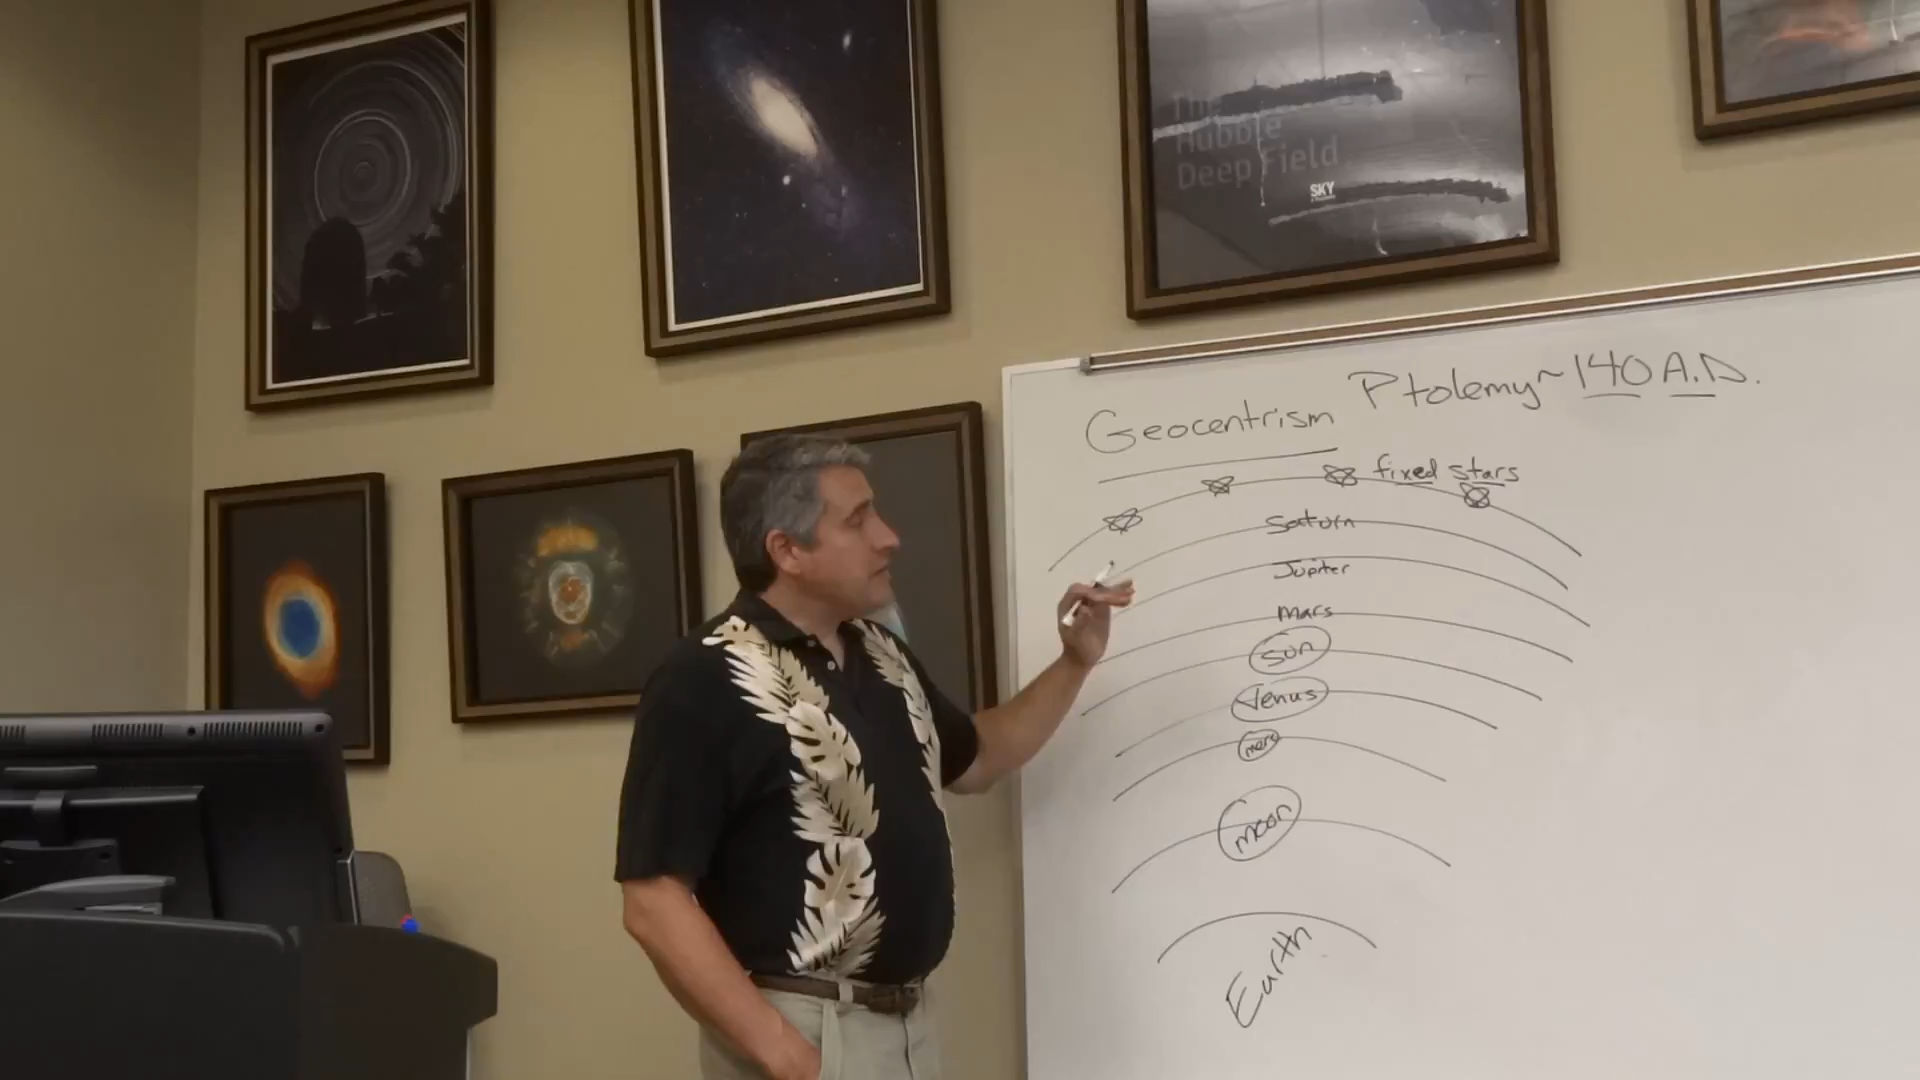 The
Hubble
Deep Field
SKY
Ptolemy ~ 140 A.D.
Geocentrism
fixed stars
Saturn
Jupiter
Mars
Sun
Venus
merc
moon
Earth